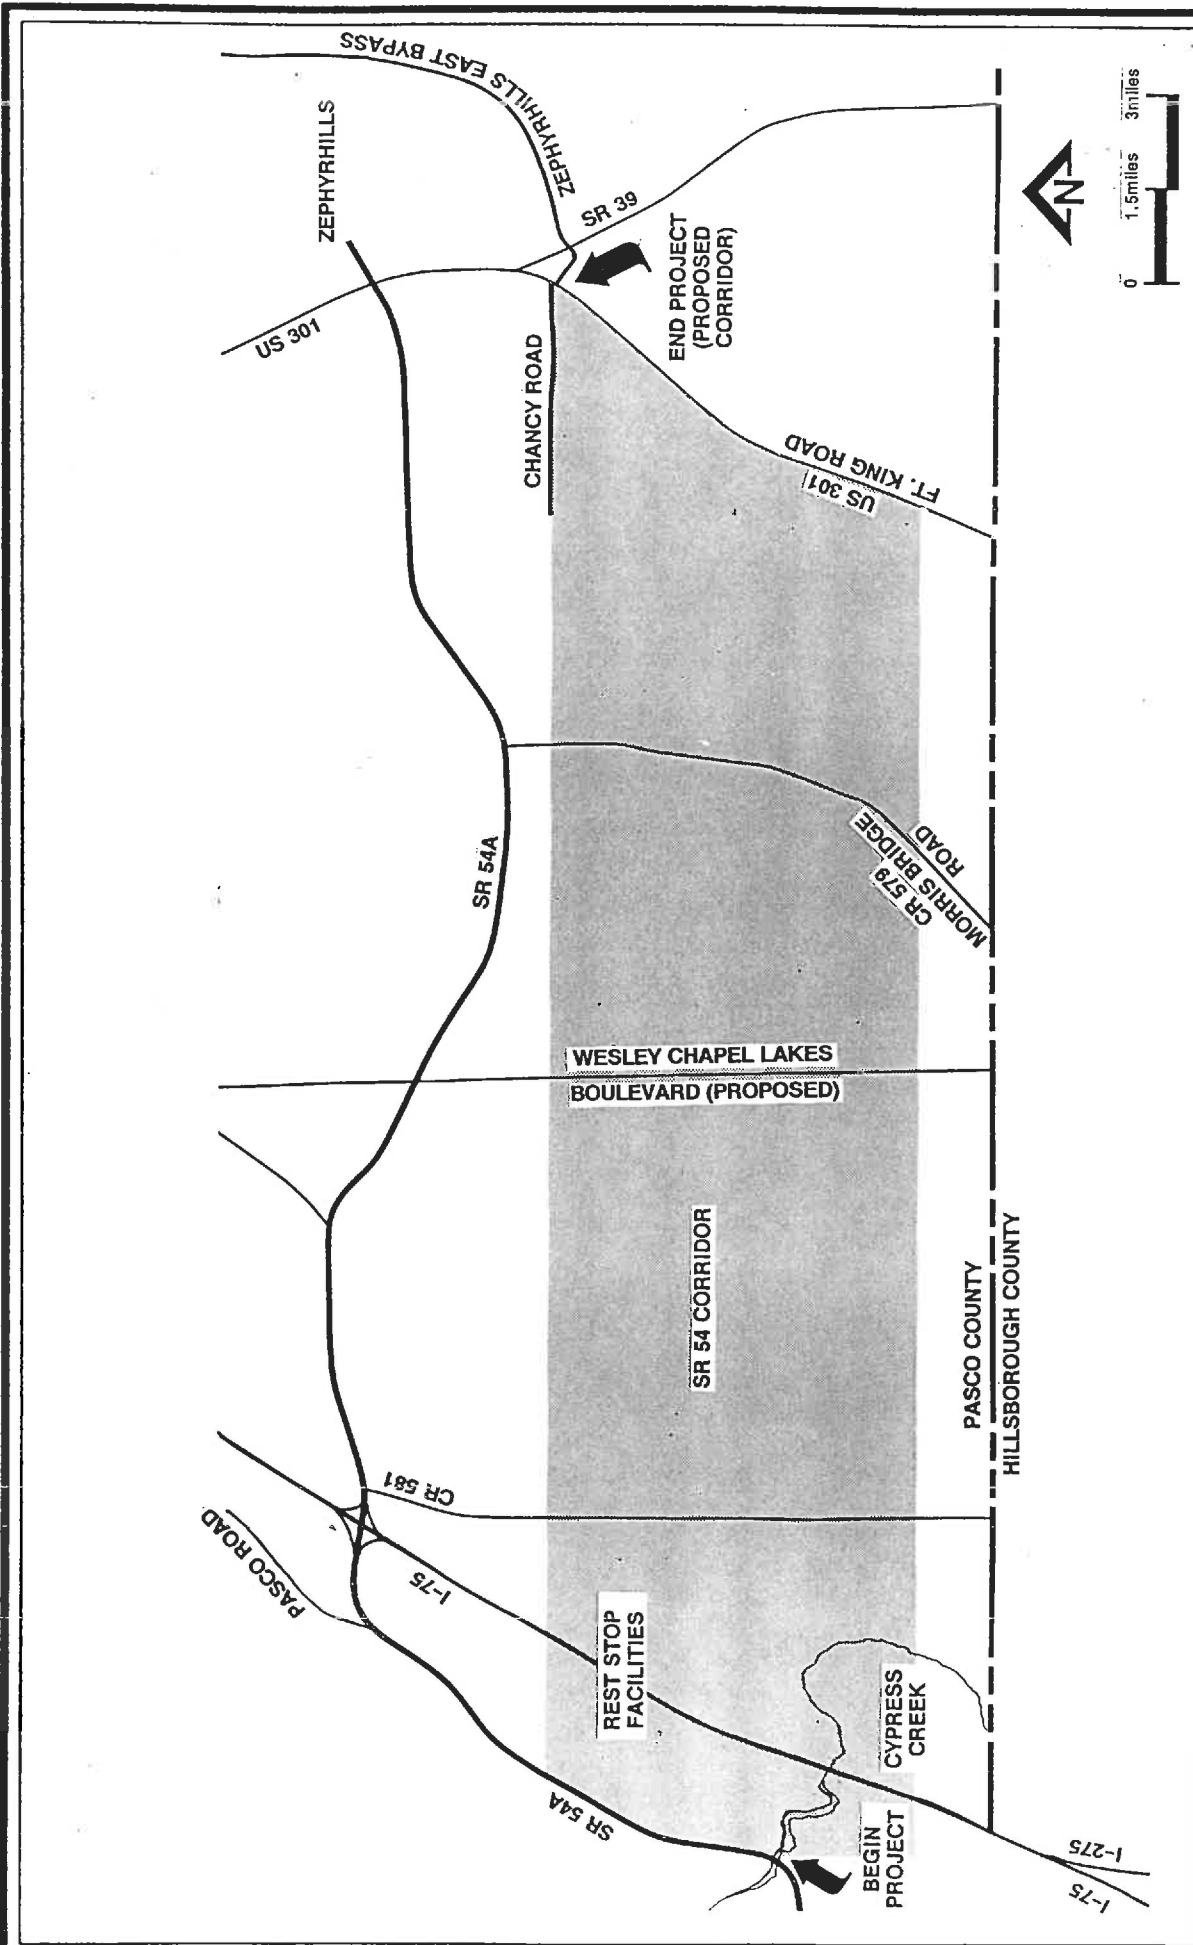 ZEPHYRHILLS EAST BYPASS
ZEPHYRHILLS
US 301
SR 39
END PROJECT
(PROPOSED
CORRIDOR)
CHANCY ROAD
FT. KING ROAD
US 301
SR 54A
CR 579
MORRIS BRIDGE
ROAD
WESLEY CHAPEL LAKES
BOULEVARD (PROPOSED)
SR 54 CORRIDOR
PASCO COUNTY
HILLSBOROUGH COUNTY
CR 581
PASCO ROAD
I-75
REST STOP
FACILITIES
CYPRESS
CREEK
SR 54A
BEGIN
PROJECT
I-275
I-75
N
0 1.5miles 3miles